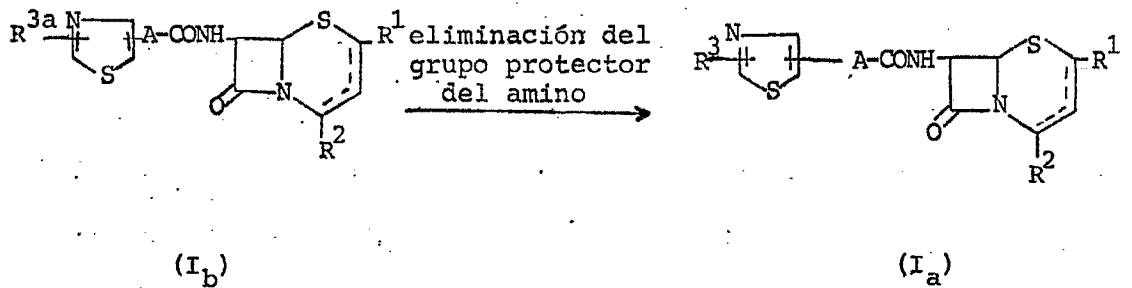 R3a N S A-CONH S R1 O N R2
eliminación del
grupo protector
del amino
R3 N S A-CONH S R1 O N R2
(Ib)
(Ia)